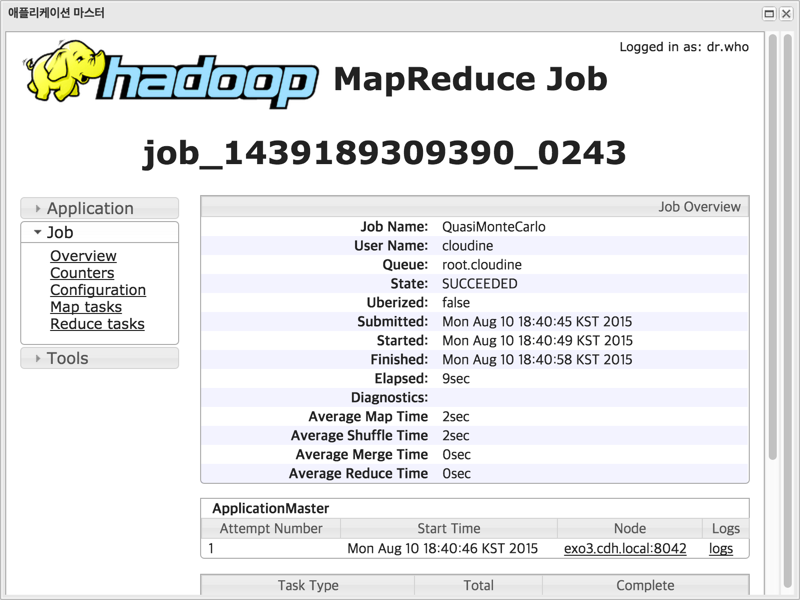 애플리케이션 마스터
Logged in as: dr.who
hadoop MapReduce Job
job_1439189309390_0243
Application
Job
Overview
Counters
Configuration
Map tasks
Reduce tasks
Tools
Job Overview
Job Name: QuasiMonteCarlo
User Name: cloudine
Queue: root.cloudine
State: SUCCEEDED
Uberized: false
Submitted: Mon Aug 10 18:40:45 KST 2015
Started: Mon Aug 10 18:40:49 KST 2015
Finished: Mon Aug 10 18:40:58 KST 2015
Elapsed: 9sec
Diagnostics:
Average Map Time 2sec
Average Shuffle Time 2sec
Average Merge Time 0sec
Average Reduce Time 0sec
ApplicationMaster
Attempt Number Start Time Node Logs
1 Mon Aug 10 18:40:46 KST 2015 exo3.cdh.local:8042 logs
Task Type Total Complete